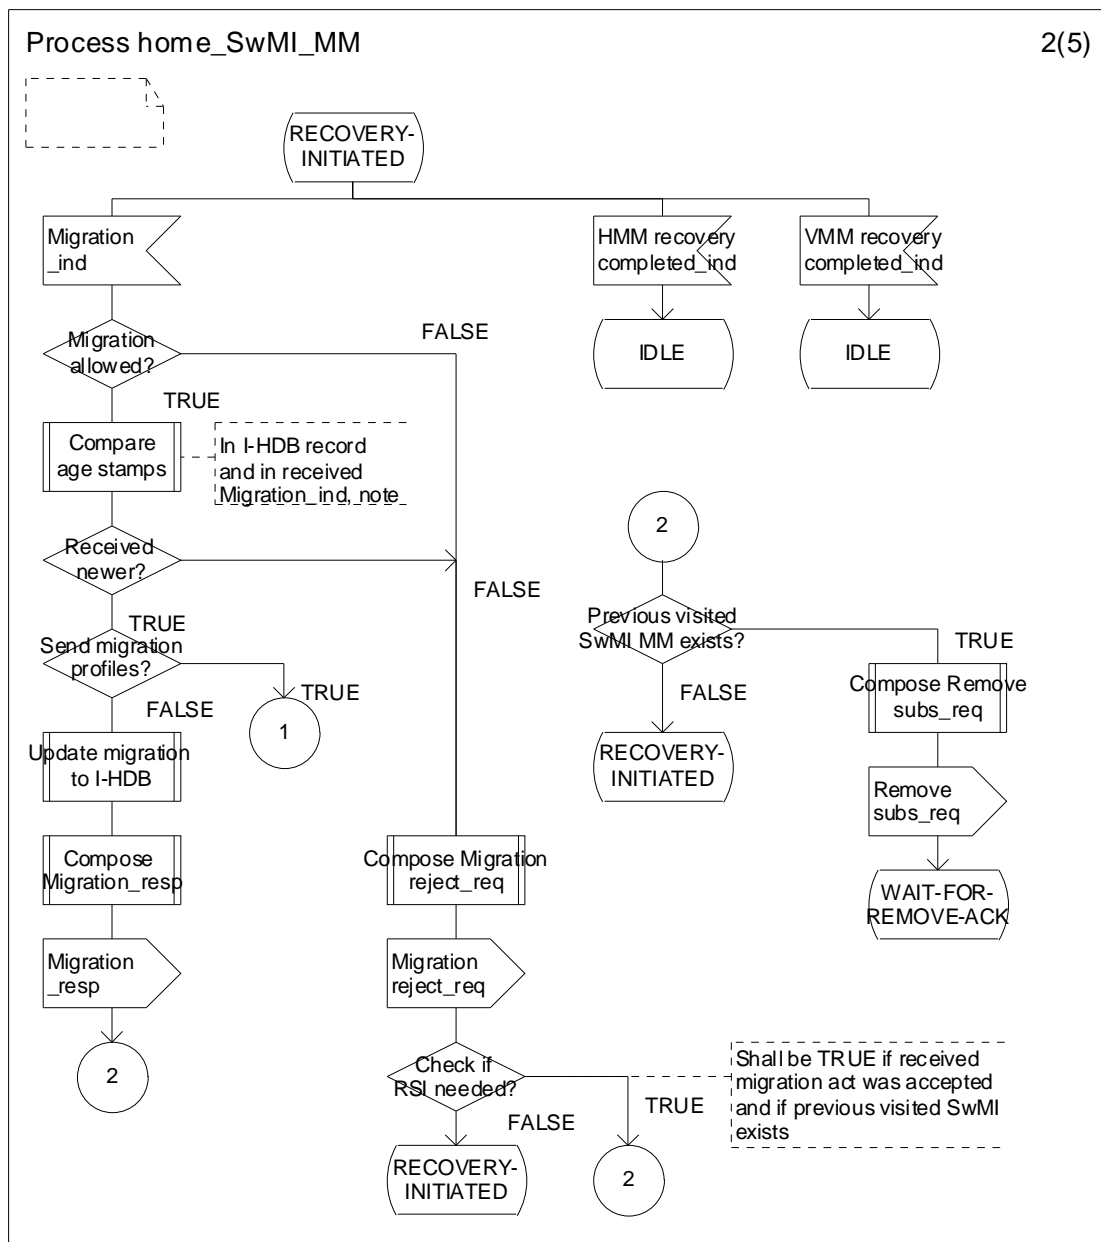 Process home_SwMI_MM
2(5)
RECOVERY-
INITIATED
Migration
_ind
HMM recovery
completed_ind
VMM recovery
completed_ind
Migration
allowed?
FALSE
IDLE
IDLE
TRUE
Compare
age stamps
In I-HDB record
and in received
Migration_ind, note
2
Received
newer?
FALSE
TRUE
Previous visited
SwMI MM exists?
TRUE
Send migration
profiles?
TRUE
FALSE
FALSE
Compose Remove
subs_req
1
Update migration
to I-HDB
RECOVERY-
INITIATED
Remove
subs_req
Compose
Migration_resp
Compose Migration
reject_req
WAIT-FOR-
REMOVE-ACK
Migration
_resp
Migration
reject_req
2
Check if
RSI needed?
TRUE
FALSE
Shall be TRUE if received
migration act was accepted
and if previous visited SwMI
exists
RECOVERY-
INITIATED
2